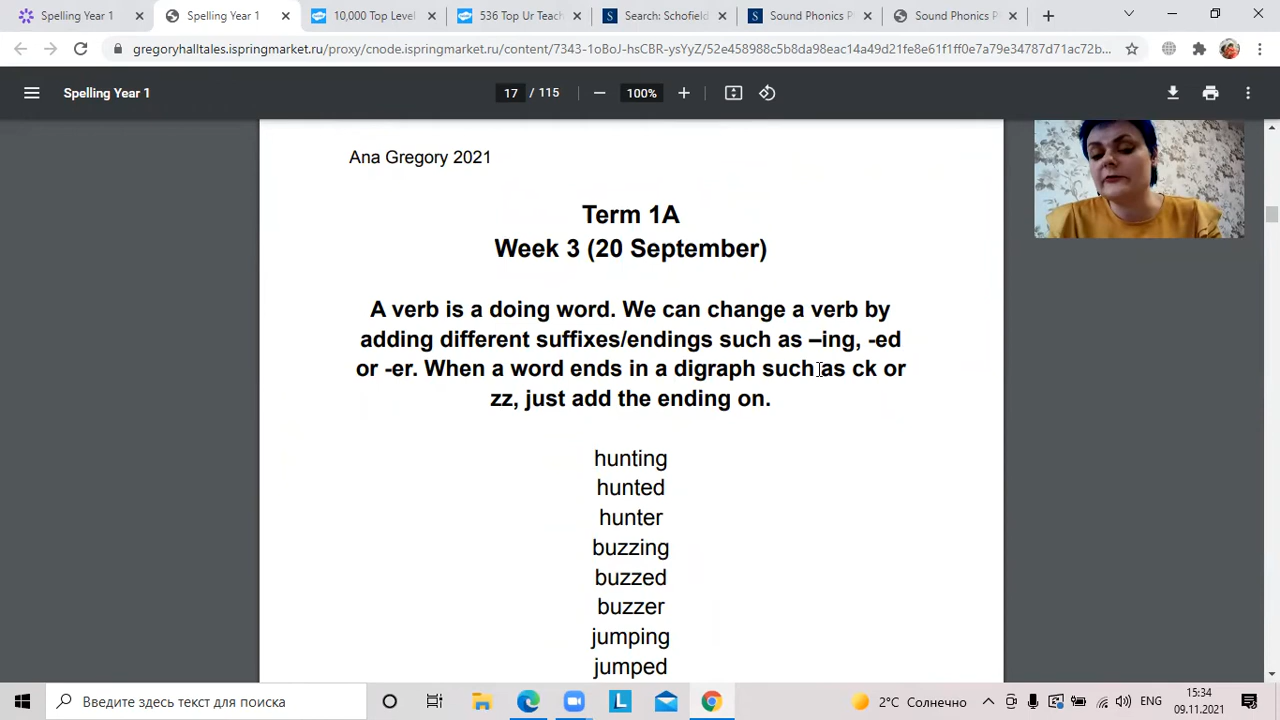 Spelling Year 1
Spelling Year 1
10,000 Top Level
536 Top Ur Teach
Search: Schofield
Sound Phonics P
Sound Phonics P
gregoryhalltales.ispringmarket.ru/proxy/cnode.ispringmarket.ru/content/7343-1oBoJ-hsCBR-ysYyZ/52e458988c5b8da98eac14a49d21fe8e61f1ff0e7a79e34787d71ac72b...
Spelling Year 1
17 / 115
100%
Ana Gregory 2021
Term 1A
Week 3 (20 September)
A verb is a doing word. We can change a verb by
adding different suffixes/endings such as –ing, -ed
or -er. When a word ends in a digraph such as ck or
zz, just add the ending on.
hunting
hunted
hunter
buzzing
buzzed
buzzer
jumping
jumped
Введите здесь текст для поиска
L
2°C Солнечно
ENG
15:34
09.11.2021